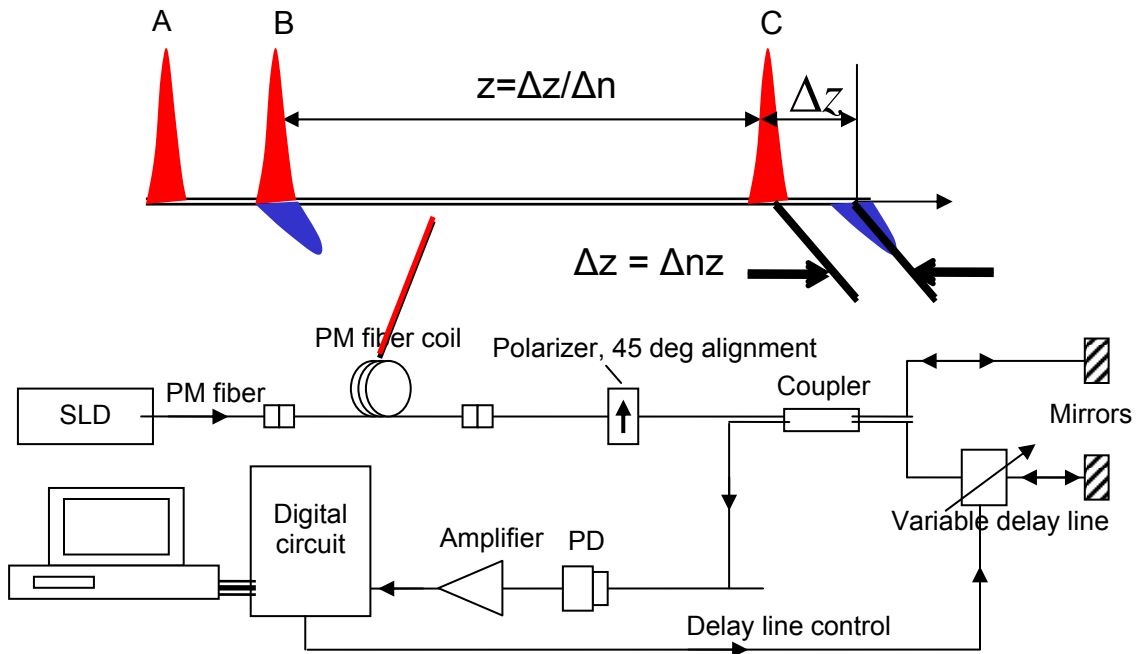 A
B
C
z=Δz/Δn
Δz
Δz = Δnz
PM fiber coil
Polarizer, 45 deg alignment
Coupler
PM fiber
SLD
Mirrors
Digital
circuit
Amplifier
PD
Variable delay line
Delay line control